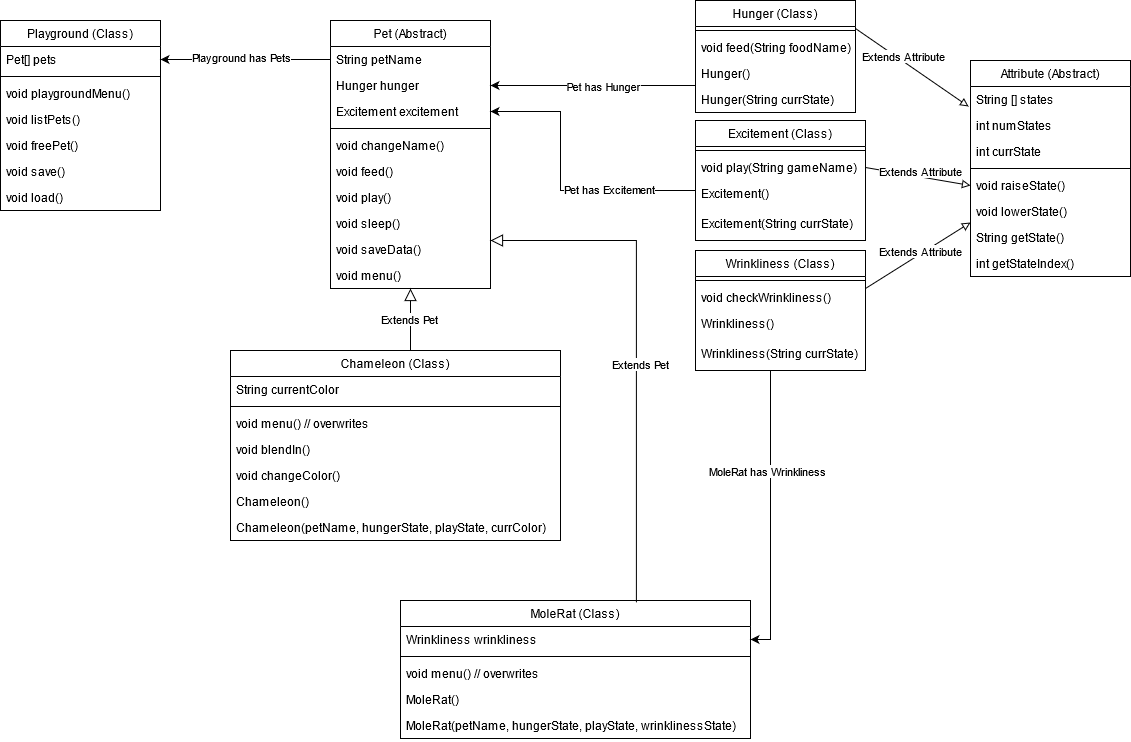 Playground (Class)
Pet[] pets
void playgroundMenu()
void listPets()
void freePet()
void save()
void load()
Playground has Pets
Pet (Abstract)
String petName
Hunger hunger
Excitement excitement
void changeName()
void feed()
void play()
void sleep()
void saveData()
void menu()
Pet has Hunger
Pet has Excitement
Hunger (Class)
void feed(String foodName)
Hunger()
Hunger(String currState)
Excitement (Class)
void play(String gameName)
Excitement()
Excitement(String currState)
Wrinkliness (Class)
void checkWrinkliness()
Wrinkliness()
Wrinkliness(String currState)
Extends Attribute
Extends Attribute
Extends Attribute
Attribute (Abstract)
String [] states
int numStates
int currState
void raiseState()
void lowerState()
String getState()
int getStateIndex()
Extends Pet
Extends Pet
Chameleon (Class)
String currentColor
void menu() // overwrites
void blendIn()
void changeColor()
Chameleon()
Chameleon(petName, hungerState, playState, currColor)
MoleRat has Wrinkliness
MoleRat (Class)
Wrinkliness wrinkliness
void menu() // overwrites
MoleRat()
MoleRat(petName, hungerState, playState, wrinklinessState)